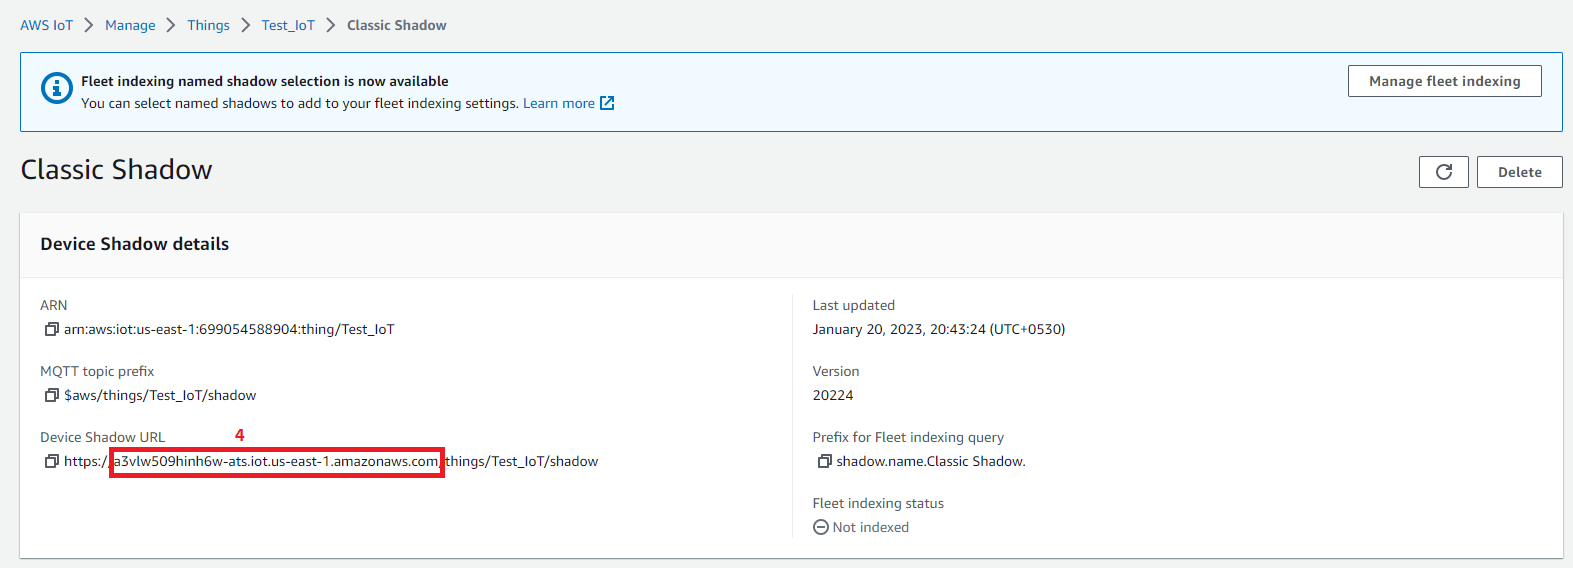 AWS IoT > Manage > Things > Test_IoT > Classic Shadow
Fleet indexing named shadow selection is now available
You can select named shadows to add to your fleet indexing settings. Learn more
Manage fleet indexing
Classic Shadow
Delete
Device Shadow details
ARN
arn:aws:iot:us-east-1:699054588904:thing/Test_IoT
MQTT topic prefix
$aws/things/Test_IoT/shadow
Device Shadow URL
4
https://a3vlw509hinh6w-ats.iot.us-east-1.amazonaws.com/things/Test_IoT/shadow
Last updated
January 20, 2023, 20:43:24 (UTC+0530)
Version
20224
Prefix for Fleet indexing query
shadow.name.Classic Shadow.
Fleet indexing status
Not indexed